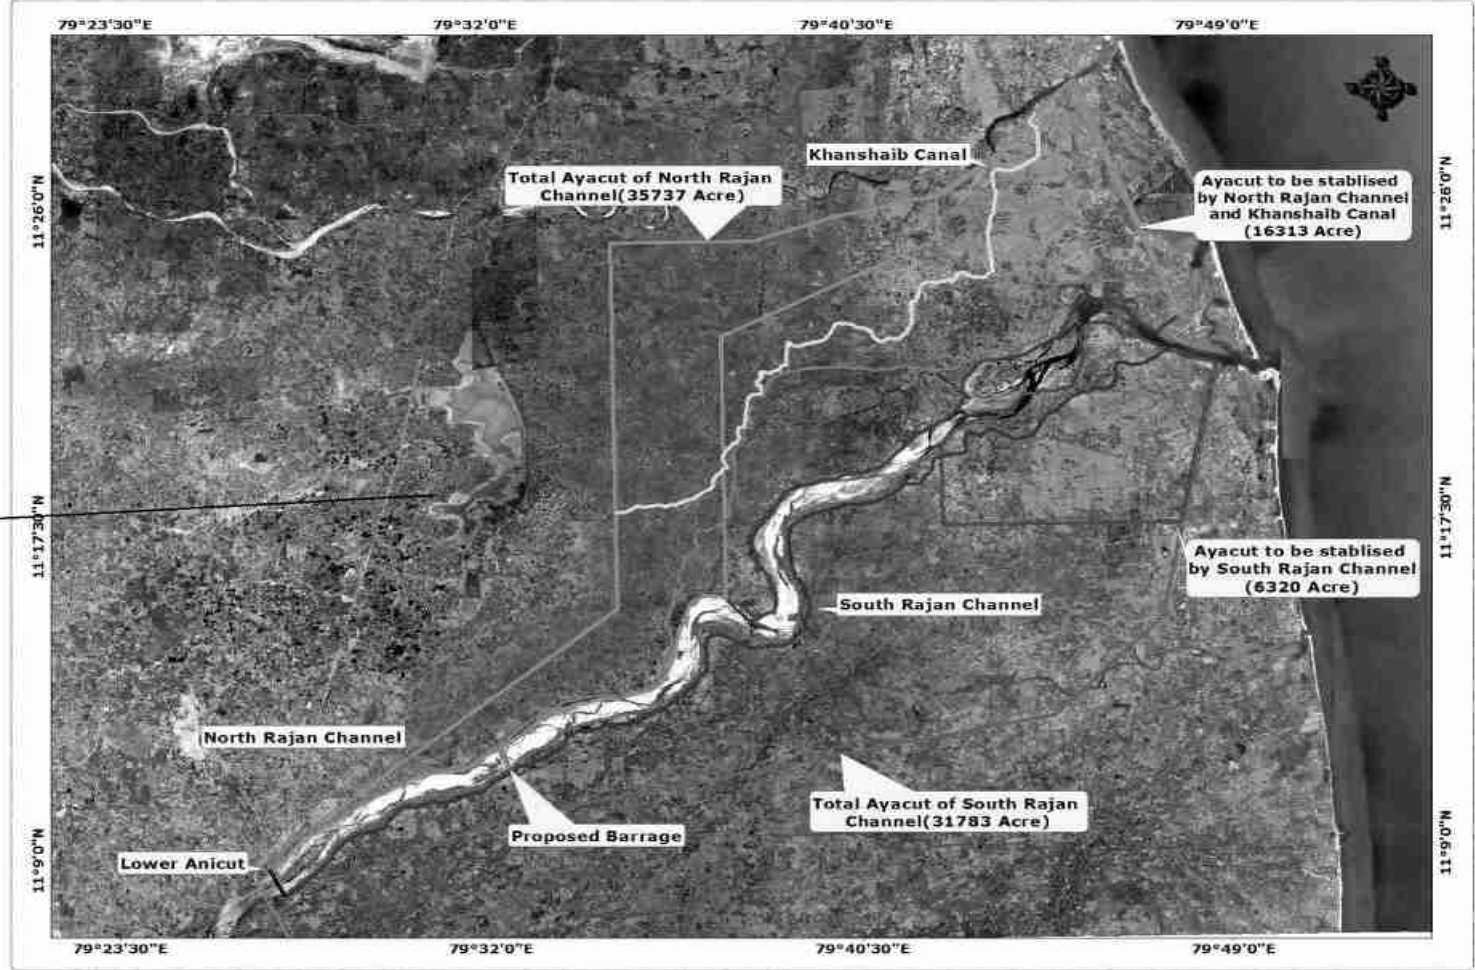 79°23'30"E 79°32'0"E 79°40'30"E 79°49'0"E
Khanshaib Canal
Total Ayacut of North Rajan
Channel(35737 Acre)
Ayacut to be stablised
by North Rajan Channel
and Khanshaib Canal
(16313 Acre)
11°26'0"N
11°26'0"N
11°17'30"N
11°17'30"N
Ayacut to be stablised
by South Rajan Channel
(6320 Acre)
South Rajan Channel
North Rajan Channel
Total Ayacut of South Rajan
Channel(31783 Acre)
Proposed Barrage
Lower Anicut
11°9'0"N
11°9'0"N
79°23'30"E 79°32'0"E 79°40'30"E 79°49'0"E